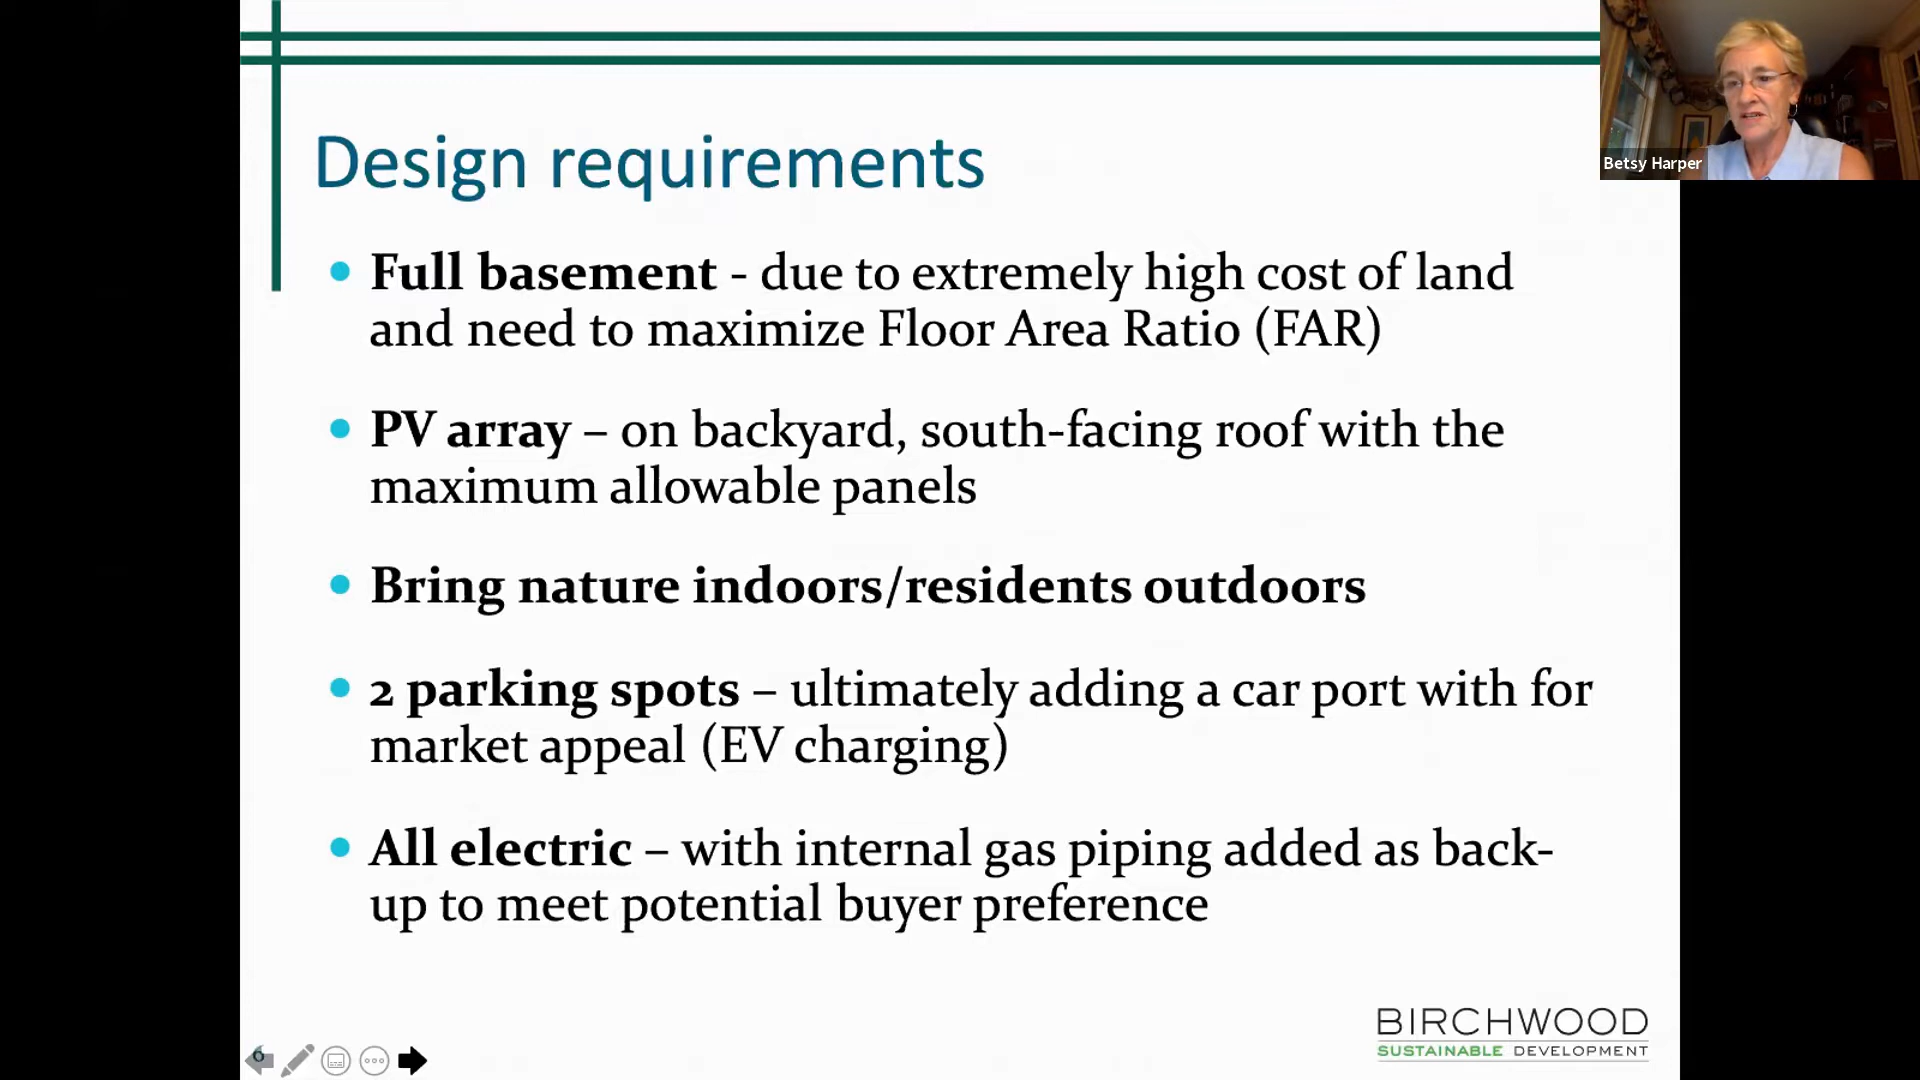 Design requirements
Full basement - due to extremely high cost of land
and need to maximize Floor Area Ratio (FAR)
PV array – on backyard, south-facing roof with the
maximum allowable panels
Bring nature indoors/residents outdoors
2 parking spots – ultimately adding a car port with for
market appeal (EV charging)
All electric – with internal gas piping added as back-
up to meet potential buyer preference
Betsy Harper
BIRCHWOOD
SUSTAINABLE DEVELOPMENT
6